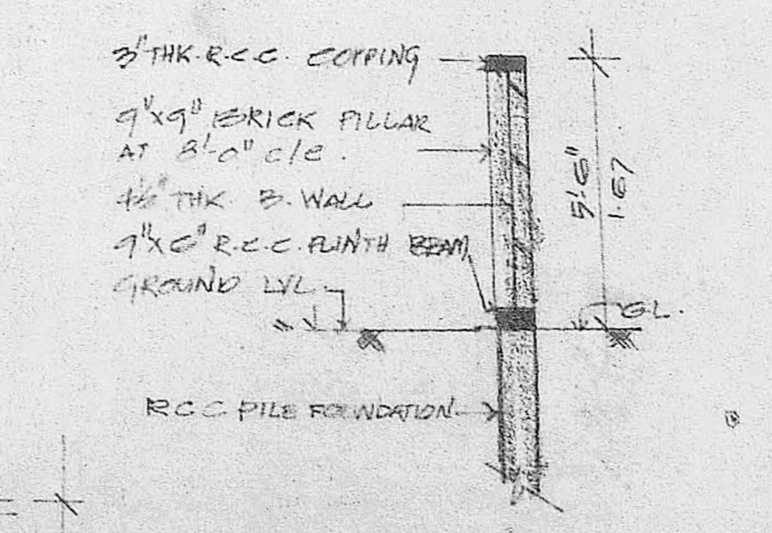 3" THK. R.C.C. COPPING
9"X9" BRICK PILLAR
AT 8'-0" C/C.
4½" THK B. WALL
9"X6" R.C.C. PLINTH BEAM
GROUND LVL.
5'-6"
1.67
G.L.
R C C PILE FOUNDATION